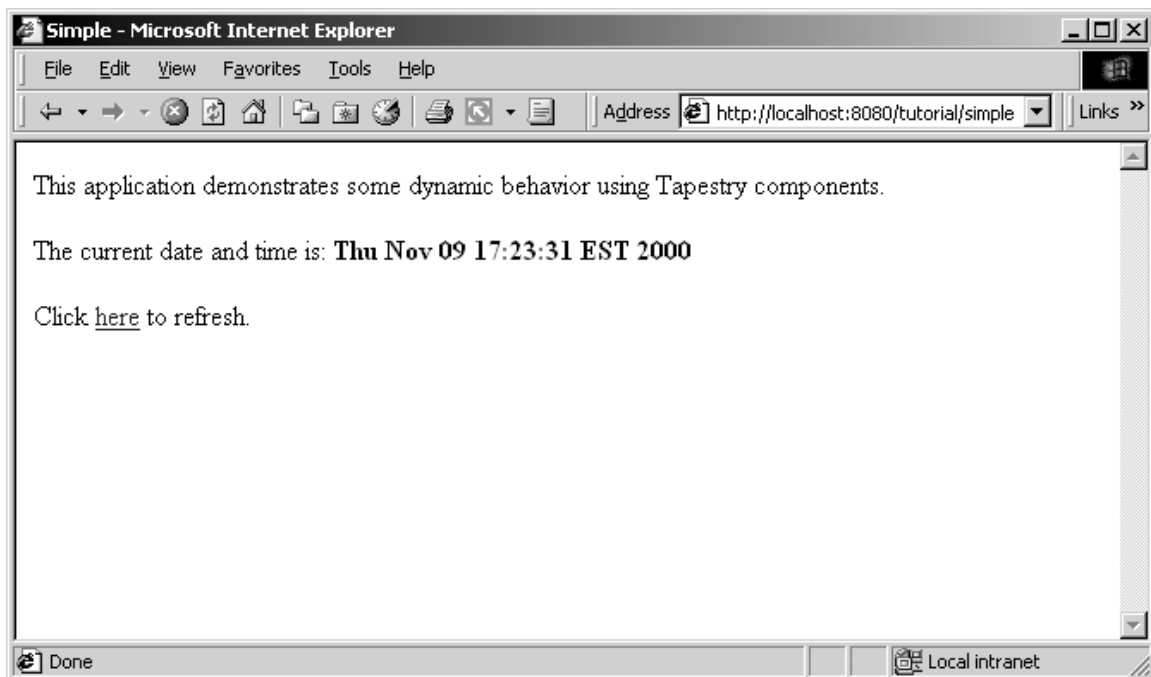 Simple - Microsoft Internet Explorer
File Edit View Favorites Tools Help
Address http://localhost:8080/tutorial/simple Links »
This application demonstrates some dynamic behavior using Tapestry components.
The current date and time is: Thu Nov 09 17:23:31 EST 2000
Click here to refresh.
Done Local intranet